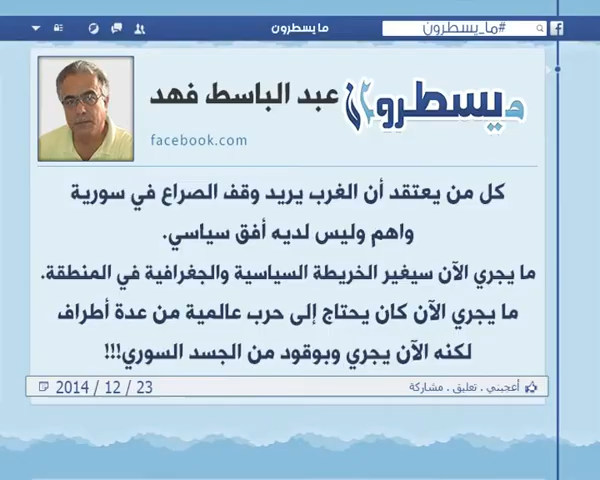 ما يسطرون
#ما_يسطرون
ما يسطرون
عبد الباسط فهد
facebook.com
كل من يعتقد أن الغرب يريد وقف الصراع في سورية
واهم وليس لديه أفق سياسي.
ما يجري الآن سيغير الخريطة السياسية والجغرافية في المنطقة.
ما يجري الآن كان يحتاج إلى حرب عالمية من عدة أطراف
لكنه الآن يجري وبوقود من الجسد السوري!!!
أعجبني . تعليق . مشاركة
2014 / 12 / 23